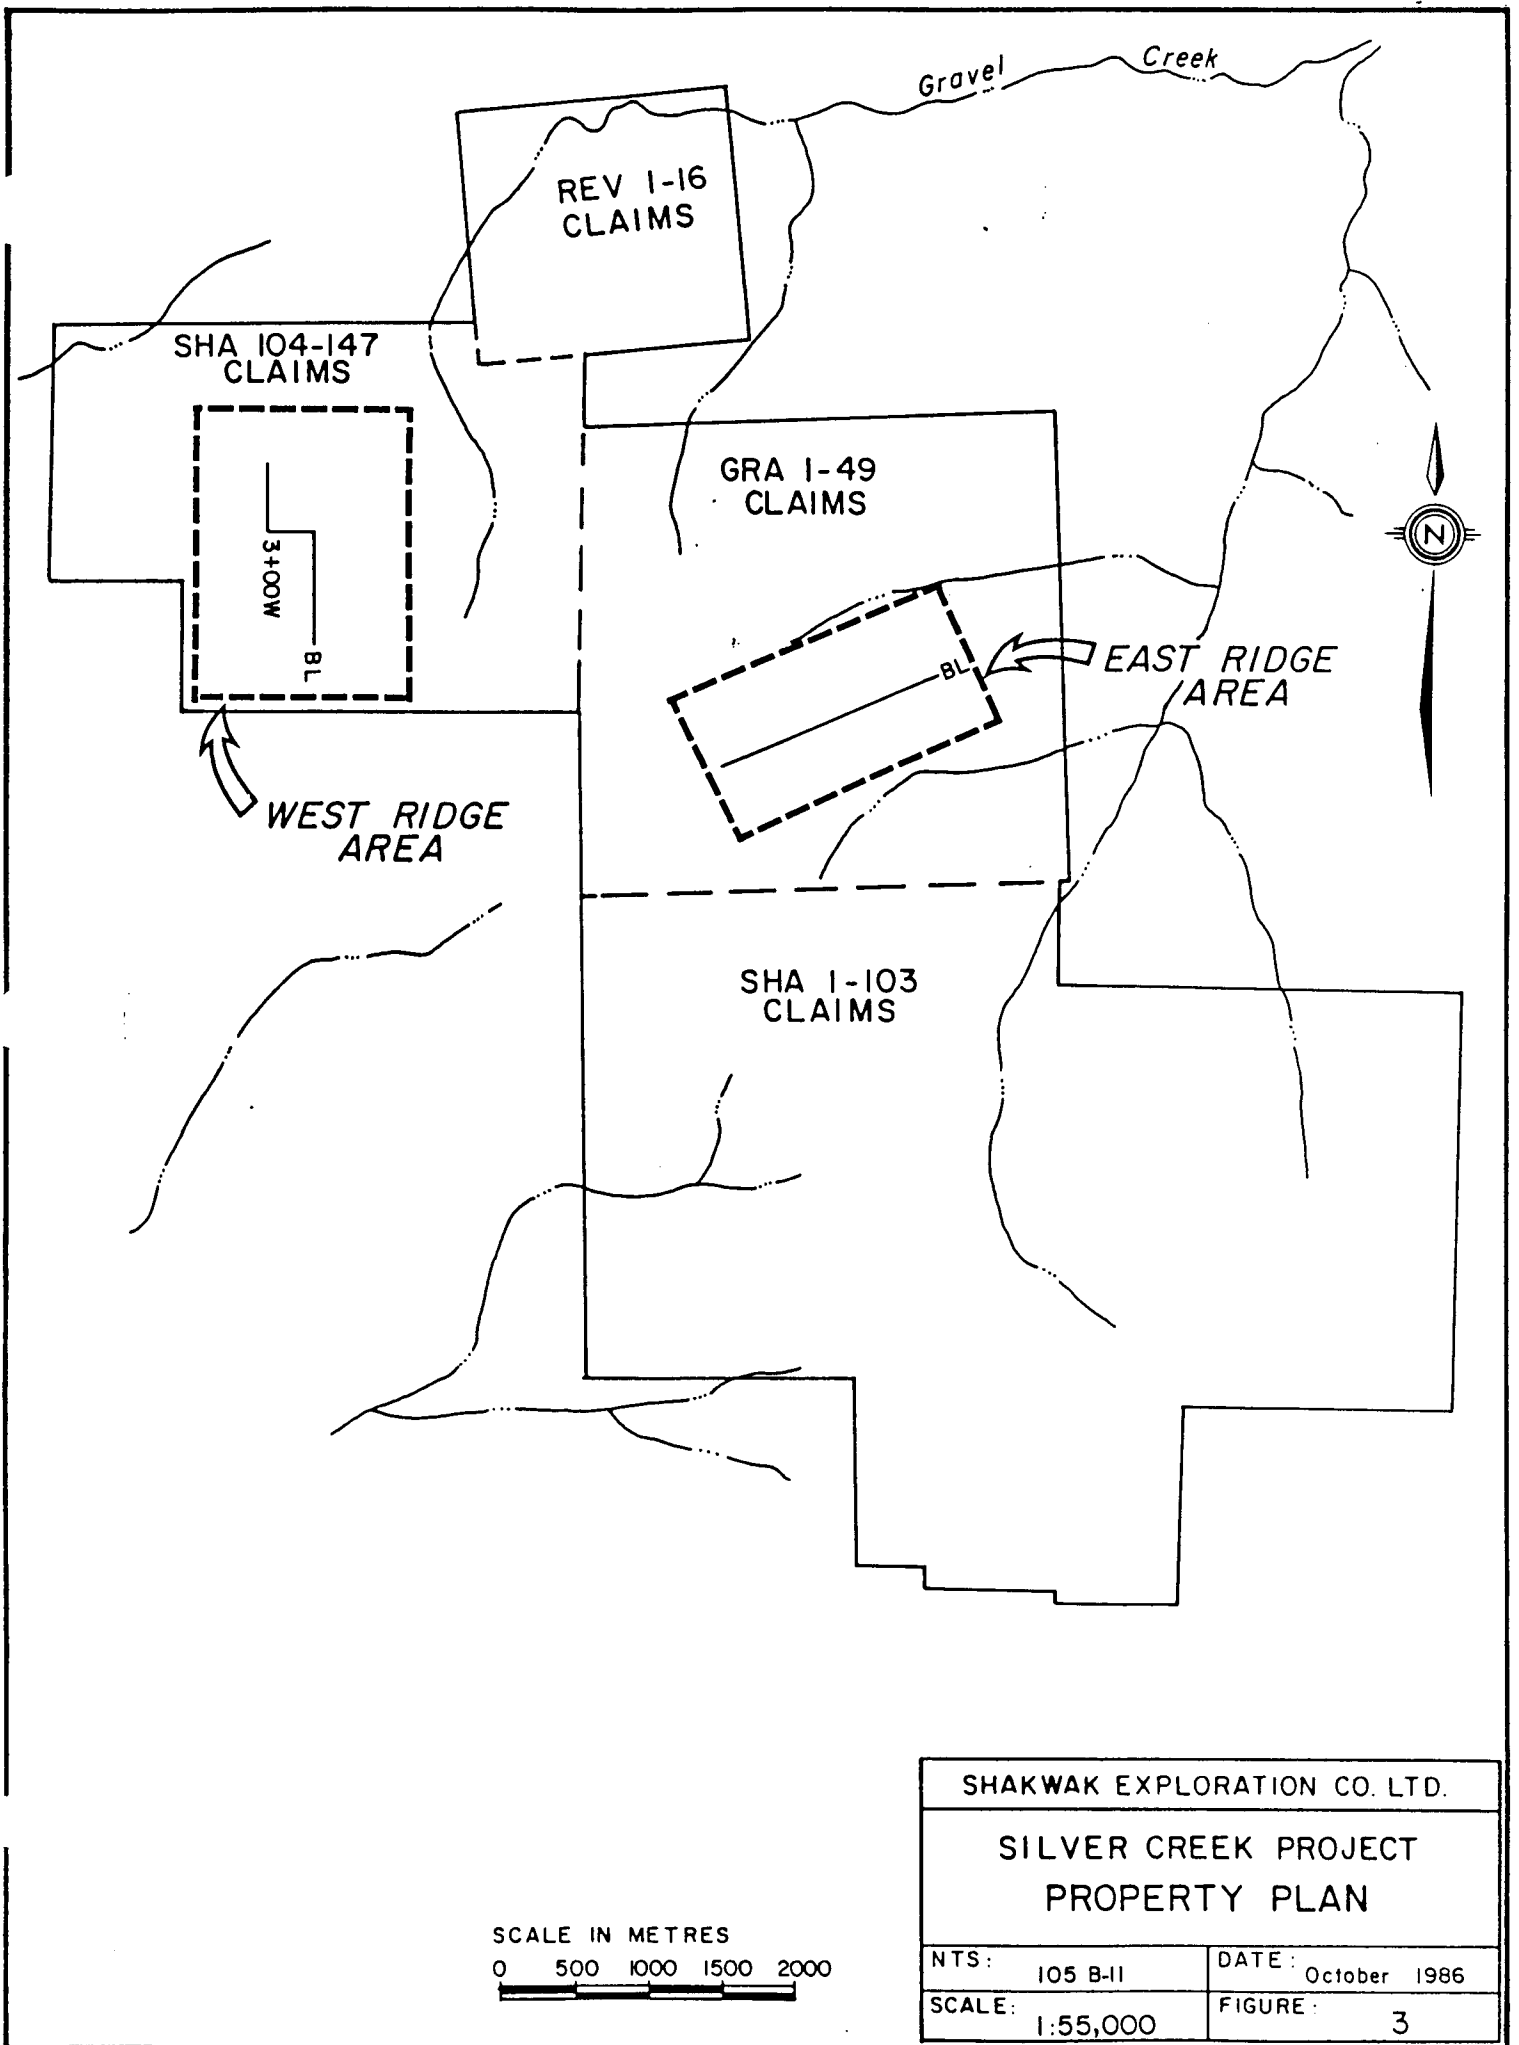 Gravel Creek
REV 1-16
CLAIMS
SHA 104-147
CLAIMS
GRA 1-49
CLAIMS
3+00W
BL
N
BL
EAST RIDGE
AREA
WEST RIDGE
AREA
SHA 1-103
CLAIMS
SHAKWAK EXPLORATION CO. LTD.
SILVER CREEK PROJECT
PROPERTY PLAN
SCALE IN METRES
0 500 1000 1500 2000
NTS: 105 B-11
DATE: October 1986
SCALE: 1:55,000
FIGURE: 3